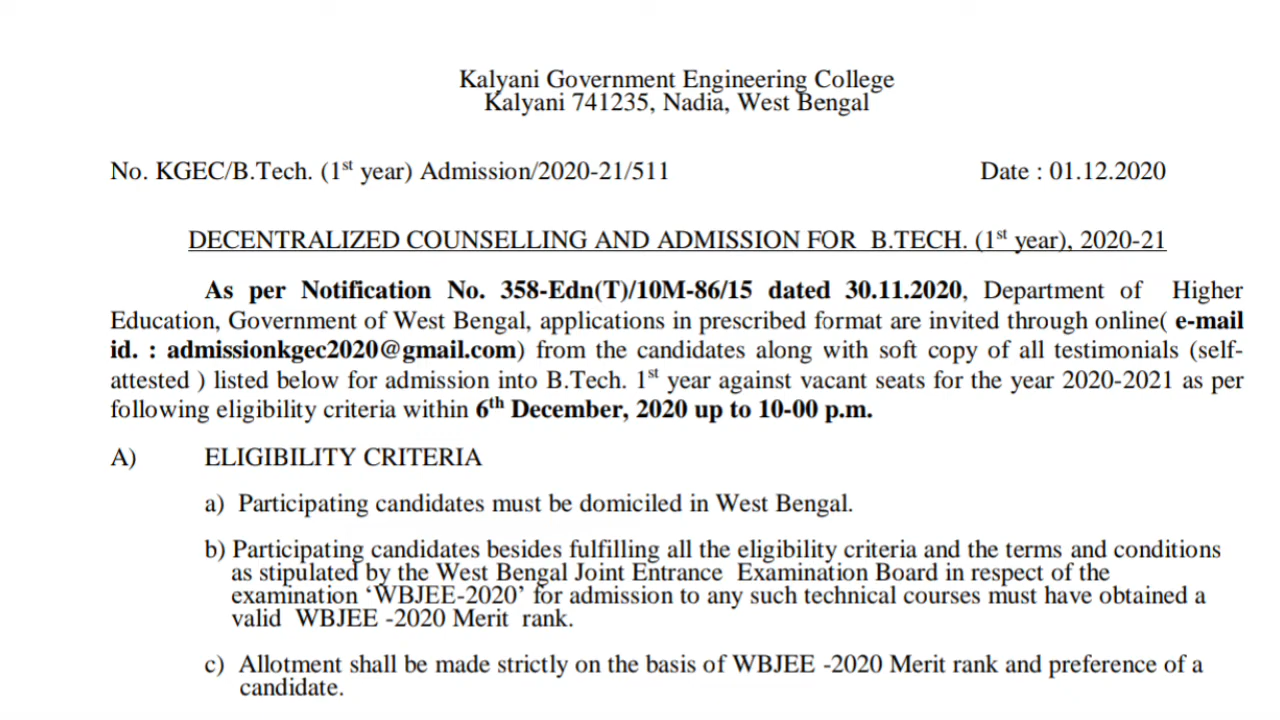 Kalyani Government Engineering College
Kalyani 741235, Nadia, West Bengal
No. KGEC/B.Tech. (1st year) Admission/2020-21/511 Date : 01.12.2020
DECENTRALIZED COUNSELLING AND ADMISSION FOR B.TECH. (1st year), 2020-21
As per Notification No. 358-Edn(T)/10M-86/15 dated 30.11.2020, Department of Higher
Education, Government of West Bengal, applications in prescribed format are invited through online( e-mail
id. : admissionkgec2020@gmail.com) from the candidates along with soft copy of all testimonials (self-
attested ) listed below for admission into B.Tech. 1st year against vacant seats for the year 2020-2021 as per
following eligibility criteria within 6th December, 2020 up to 10-00 p.m.
A) ELIGIBILITY CRITERIA
a) Participating candidates must be domiciled in West Bengal.
b) Participating candidates besides fulfilling all the eligibility criteria and the terms and conditions
as stipulated by the West Bengal Joint Entrance Examination Board in respect of the
examination ‘WBJEE-2020’ for admission to any such technical courses must have obtained a
valid WBJEE -2020 Merit rank.
c) Allotment shall be made strictly on the basis of WBJEE -2020 Merit rank and preference of a
candidate.